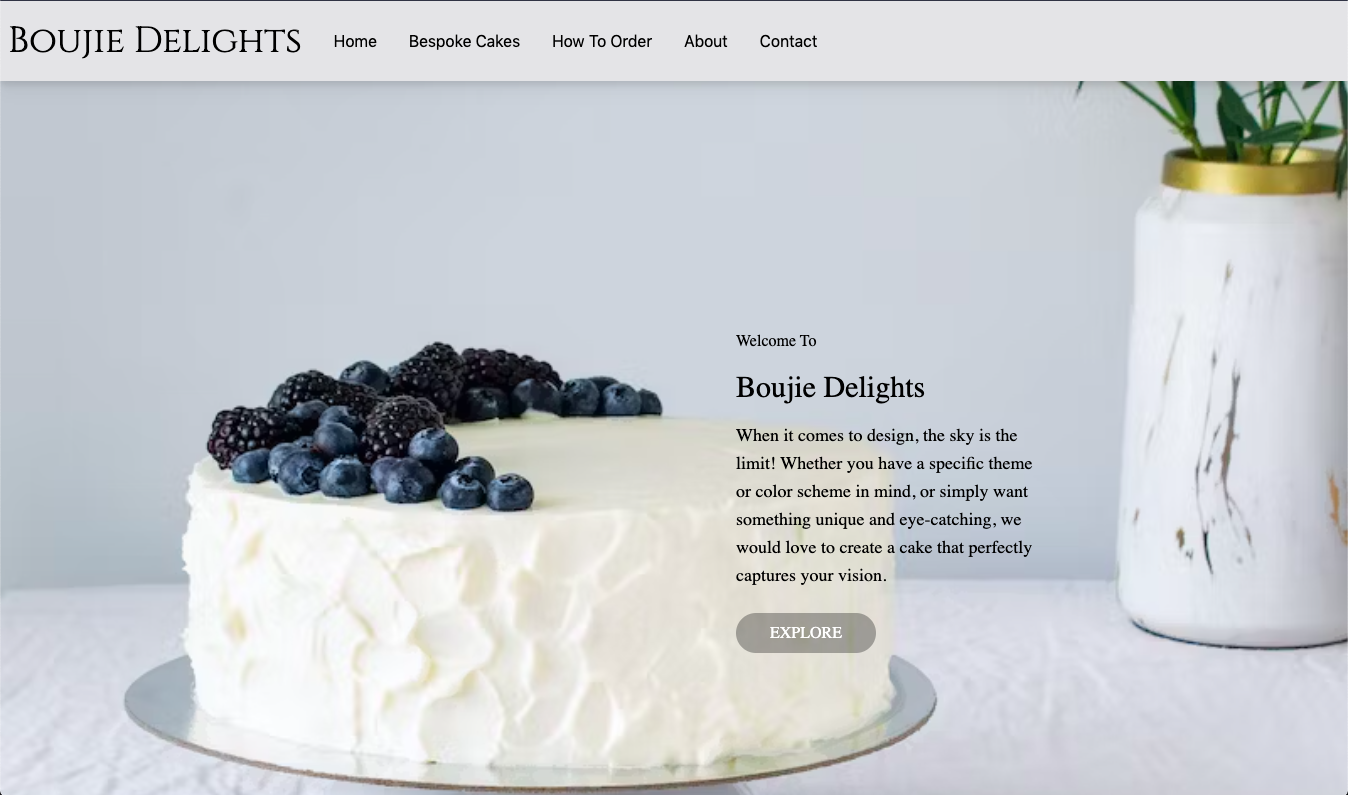 Boujie Delights
Home
Bespoke Cakes
How To Order
About
Contact
Welcome To
Boujie Delights
When it comes to design, the sky is the
limit! Whether you have a specific theme
or color scheme in mind, or simply want
something unique and eye-catching, we
would love to create a cake that perfectly
captures your vision.
EXPLORE